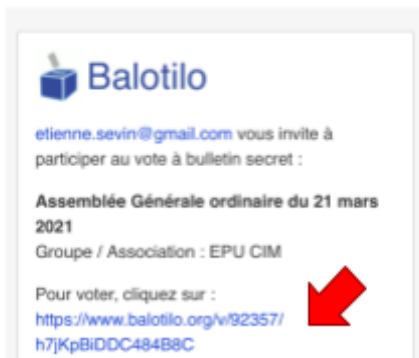 Balotilo
etienne.sevin@gmail.com vous invite à
participer au vote à bulletin secret :
Assemblée Générale ordinaire du 21 mars
2021
Groupe / Association : EPU CIM
Pour voter, cliquez sur :
https://www.balotilo.org/v/92357/
h7jKpBiDDC484B8C